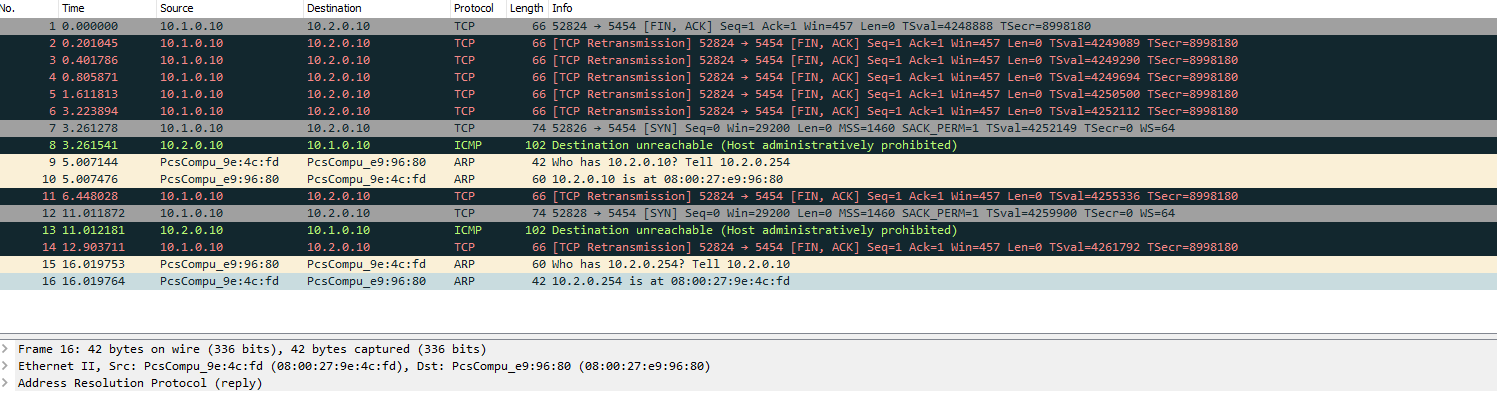 No. Time Source Destination Protocol Length Info
1 0.000000 10.1.0.10 10.2.0.10 TCP 66 52824 → 5454 [FIN, ACK] Seq=1 Ack=1 Win=457 Len=0 TSval=4248888 TSecr=8998180
2 0.201045 10.1.0.10 10.2.0.10 TCP 66 [TCP Retransmission] 52824 → 5454 [FIN, ACK] Seq=1 Ack=1 Win=457 Len=0 TSval=4249089 TSecr=8998180
3 0.401786 10.1.0.10 10.2.0.10 TCP 66 [TCP Retransmission] 52824 → 5454 [FIN, ACK] Seq=1 Ack=1 Win=457 Len=0 TSval=4249290 TSecr=8998180
4 0.805871 10.1.0.10 10.2.0.10 TCP 66 [TCP Retransmission] 52824 → 5454 [FIN, ACK] Seq=1 Ack=1 Win=457 Len=0 TSval=4249694 TSecr=8998180
5 1.611813 10.1.0.10 10.2.0.10 TCP 66 [TCP Retransmission] 52824 → 5454 [FIN, ACK] Seq=1 Ack=1 Win=457 Len=0 TSval=4250500 TSecr=8998180
6 3.223894 10.1.0.10 10.2.0.10 TCP 66 [TCP Retransmission] 52824 → 5454 [FIN, ACK] Seq=1 Ack=1 Win=457 Len=0 TSval=4252112 TSecr=8998180
7 3.261278 10.1.0.10 10.2.0.10 TCP 74 52826 → 5454 [SYN] Seq=0 Win=29200 Len=0 MSS=1460 SACK_PERM=1 TSval=4252149 TSecr=0 WS=64
8 3.261541 10.2.0.10 10.1.0.10 ICMP 102 Destination unreachable (Host administratively prohibited)
9 5.007144 PcsCompu_9e:4c:fd PcsCompu_e9:96:80 ARP 42 Who has 10.2.0.10? Tell 10.2.0.254
10 5.007476 PcsCompu_e9:96:80 PcsCompu_9e:4c:fd ARP 60 10.2.0.10 is at 08:00:27:e9:96:80
11 6.448028 10.1.0.10 10.2.0.10 TCP 66 [TCP Retransmission] 52824 → 5454 [FIN, ACK] Seq=1 Ack=1 Win=457 Len=0 TSval=4255336 TSecr=8998180
12 11.011872 10.1.0.10 10.2.0.10 TCP 74 52828 → 5454 [SYN] Seq=0 Win=29200 Len=0 MSS=1460 SACK_PERM=1 TSval=4259900 TSecr=0 WS=64
13 11.012181 10.2.0.10 10.1.0.10 ICMP 102 Destination unreachable (Host administratively prohibited)
14 12.903711 10.1.0.10 10.2.0.10 TCP 66 [TCP Retransmission] 52824 → 5454 [FIN, ACK] Seq=1 Ack=1 Win=457 Len=0 TSval=4261792 TSecr=8998180
15 16.019753 PcsCompu_e9:96:80 PcsCompu_9e:4c:fd ARP 60 Who has 10.2.0.254? Tell 10.2.0.10
16 16.019764 PcsCompu_9e:4c:fd PcsCompu_e9:96:80 ARP 42 10.2.0.254 is at 08:00:27:9e:4c:fd
Frame 16: 42 bytes on wire (336 bits), 42 bytes captured (336 bits)
Ethernet II, Src: PcsCompu_9e:4c:fd (08:00:27:9e:4c:fd), Dst: PcsCompu_e9:96:80 (08:00:27:e9:96:80)
Address Resolution Protocol (reply)